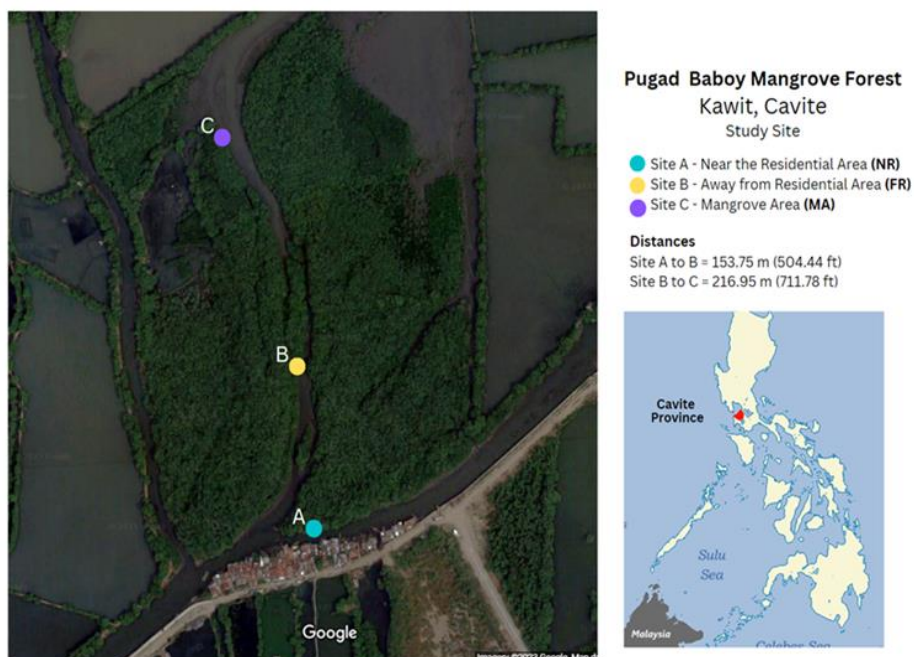 C
B
A
Google
Imagery ©2023 Google, Map d
Pugad Baboy Mangrove Forest
Kawit, Cavite
Study Site
Site A - Near the Residential Area (NR)
Site B - Away from Residential Area (FR)
Site C - Mangrove Area (MA)
Distances
Site A to B = 153.75 m (504.44 ft)
Site B to C = 216.95 m (711.78 ft)
Cavite
Province
Sulu
Sea
Malaysia
Celebes Sea